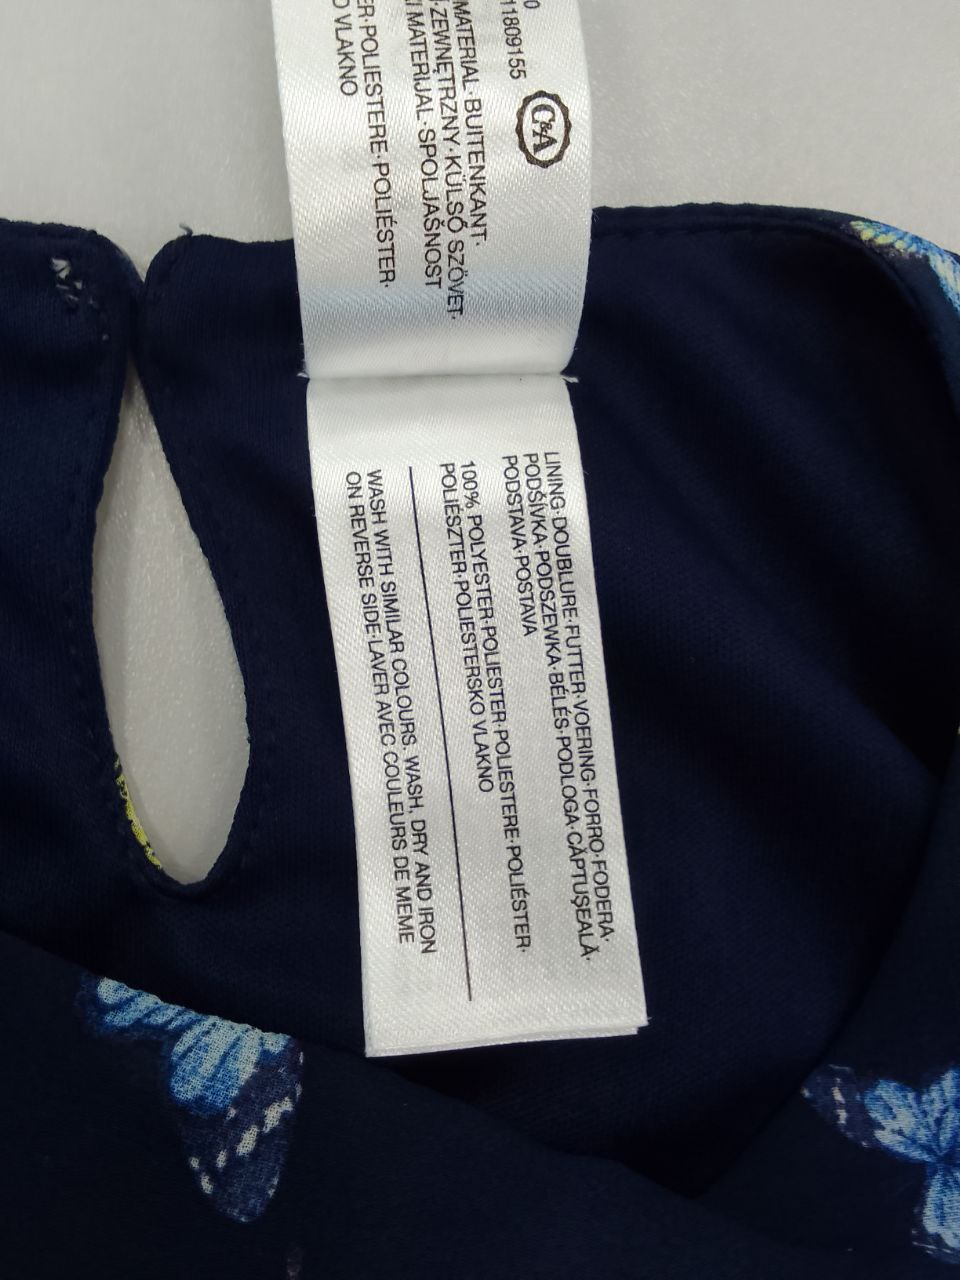 0
11809155
C&A
MATERIAL·BUITENKANT·
ZEWNĘTRZNY·KÜLSŐ SZÖVET·
MATERIJAL·SPOLJAŠNOST
ER·POLIESTERE·POLIÉSTER·
VLAKNO
LINING·DOUBLURE·FUTTER·VOERING·FORRO·FODERA·
PODŠÍVKA·PODSZEWKA·BÉLÉS·PODLOGA·CĂPTUŞEALĂ·
PODSTAVA·POSTAVA
100% POLYESTER·POLIESTER·POLIESTERE·POLIÉSTER·
POLIÉSZTER·POLIESTERSKO VLAKNO
WASH WITH SIMILAR COLOURS. WASH, DRY AND IRON
ON REVERSE SIDE·LAVER AVEC COULEURS DE MEME